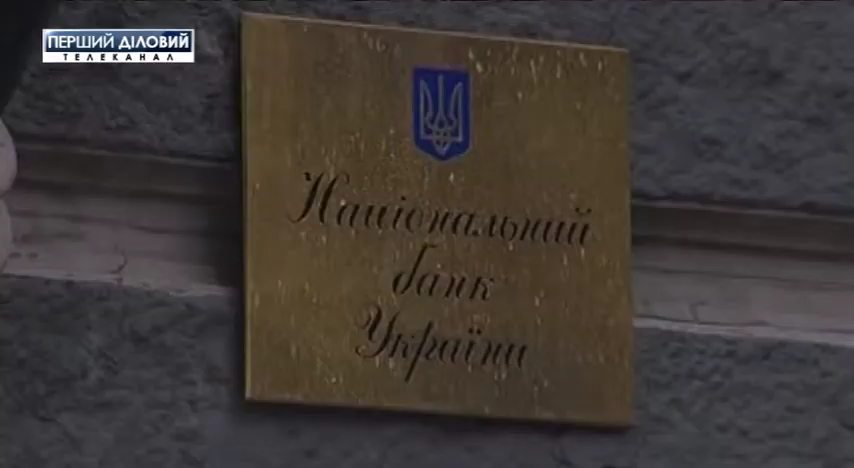 ПЕРШИЙ ДІЛОВИЙ
ТЕЛЕКАНАЛ
Національний
банк
України